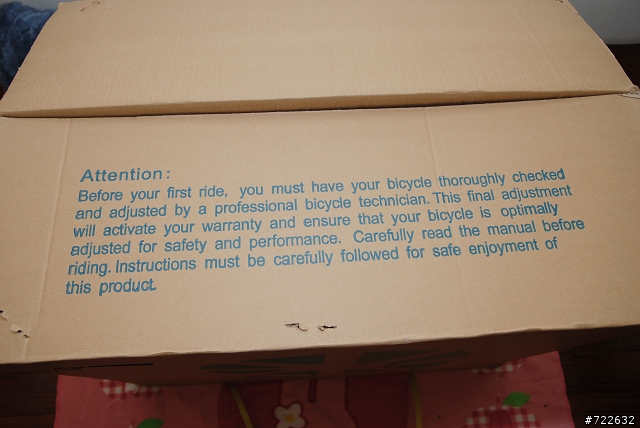 Attention:
Before your first ride, you must have your bicycle thoroughly checked
and adjusted by a professional bicycle technician. This final adjustment
will activate your warranty and ensure that your bicycle is optimally
adjusted for safety and performance. Carefully read the manual before
riding. Instructions must be carefully followed for safe enjoyment of
this product.
#722632